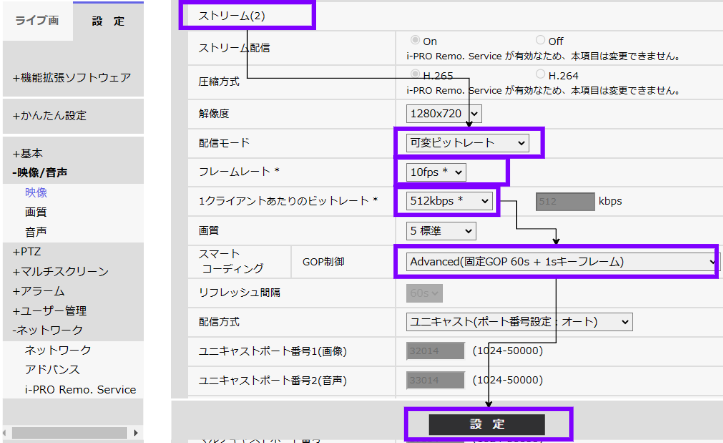 ライブ画
設 定
+機能拡張ソフトウェア
+かんたん設定
+基本
-映像/音声
映像
画質
音声
+PTZ
+マルチスクリーン
+アラーム
+ユーザー管理
-ネットワーク
ネットワーク
アドバンス
i-PRO Remo. Service
ストリーム(2)
ストリーム配信
On Off
i-PRO Remo. Service が有効なため、本項目は変更できません。
圧縮方式
H.265 H.264
i-PRO Remo. Service が有効なため、本項目は変更できません。
解像度 1280x720
配信モード 可変ビットレート
フレームレート * 10fps *
1クライアントあたりのビットレート * 512kbps * 512 kbps
画質 5 標準
スマート
コーディング
GOP制御 Advanced(固定GOP 60s + 1sキーフレーム)
リフレッシュ間隔 60s
配信方式 ユニキャスト(ポート番号設定：オート)
ユニキャストポート番号1(画像) 32014 (1024-50000)
ユニキャストポート番号2(音声) 33014 (1024-50000)
設 定